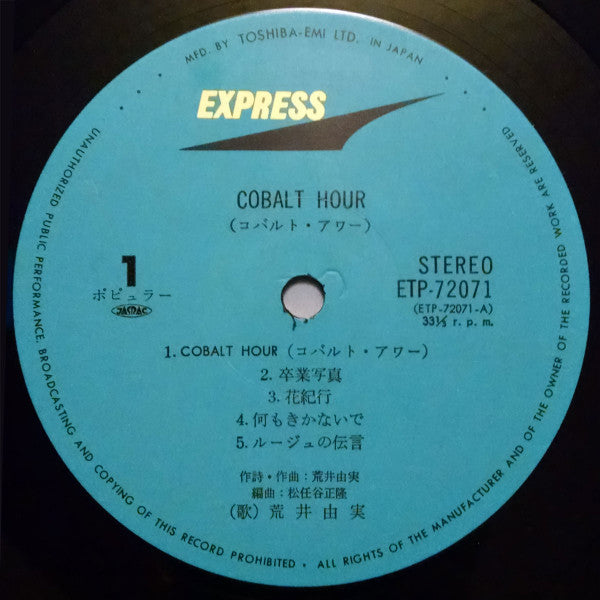 MFD. BY TOSHIBA-EMI LTD. IN JAPAN
EXPRESS
COBALT HOUR
(コバルト・アワー)
1
ポピュラー
JASRAC
STEREO
ETP-72071
(ETP-72071-A)
33⅓ r. p. m.
1. COBALT HOUR (コバルト・アワー)
2. 卒業写真
3. 花紀行
4. 何もきかないで
5. ルージュの伝言
作詩・作曲：荒井由実
編曲：松任谷正隆
(歌) 荒井由実
UNAUTHORIZED PUBLIC PERFORMANCE, BROADCASTING AND COPYING OF THIS RECORD PROHIBITED • ALL RIGHTS OF THE MANUFACTURER AND OF THE OWNER OF THE RECORDED WORK ARE RESERVED